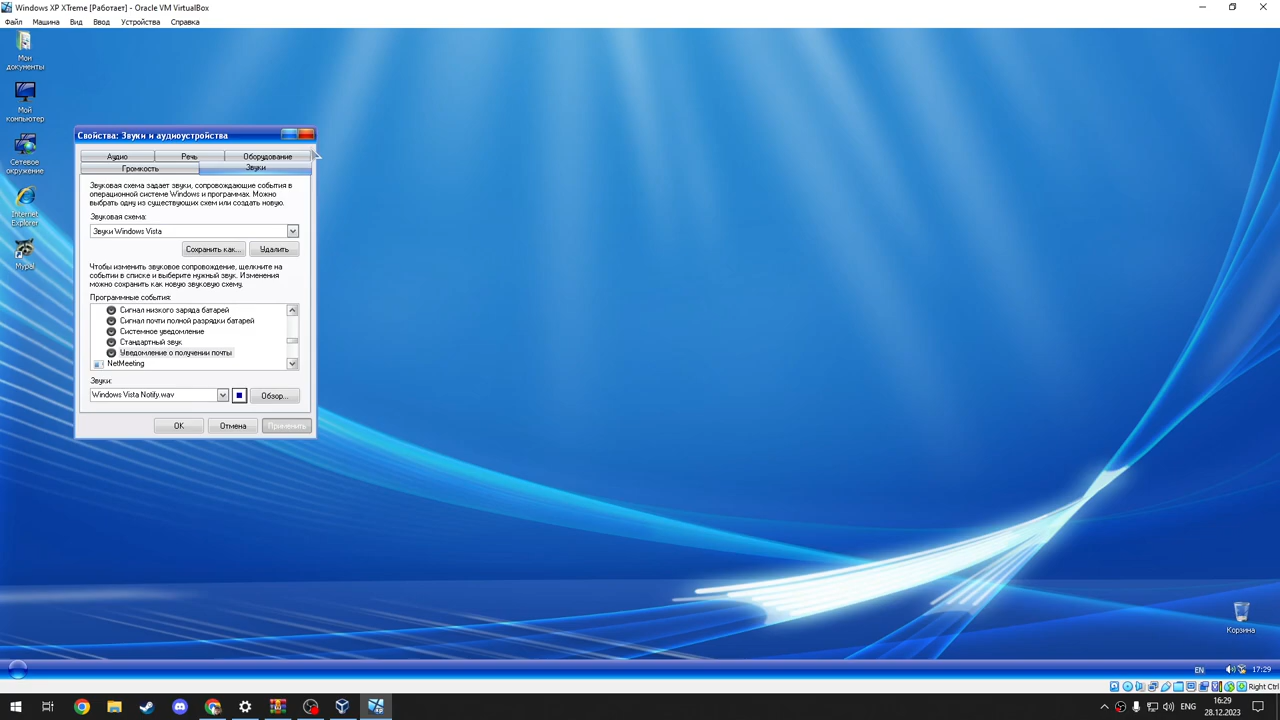 Windows XP XTreme [Работает] - Oracle VM VirtualBox
Файл Машина Вид Ввод Устройства Справка
Мои документы
Мой компьютер
Сетевое окружение
Internet Explorer
Mypal
Свойства: Звуки и аудиоустройства
Аудио Речь Оборудование
Громкость Звуки
Звуковая схема задает звуки, сопровождающие события в
операционной системе Windows и программах. Можно
выбрать одну из существующих схем или создать новую.
Звуковая схема:
Звуки Windows Vista
Сохранить как... Удалить
Чтобы изменить звуковое сопровождение, щелкните на
событии в списке и выберите нужный звук. Изменения
можно сохранить как новую звуковую схему.
Программные события:
Сигнал низкого заряда батарей
Сигнал почти полной разрядки батарей
Системное уведомление
Стандартный звук
Уведомление о получении почты
NetMeeting
Звуки:
Windows Vista Notify.wav
Обзор...
OK Отмена Применить
Корзина
EN 17:29
Right Ctrl
ENG
16:29
28.12.2023